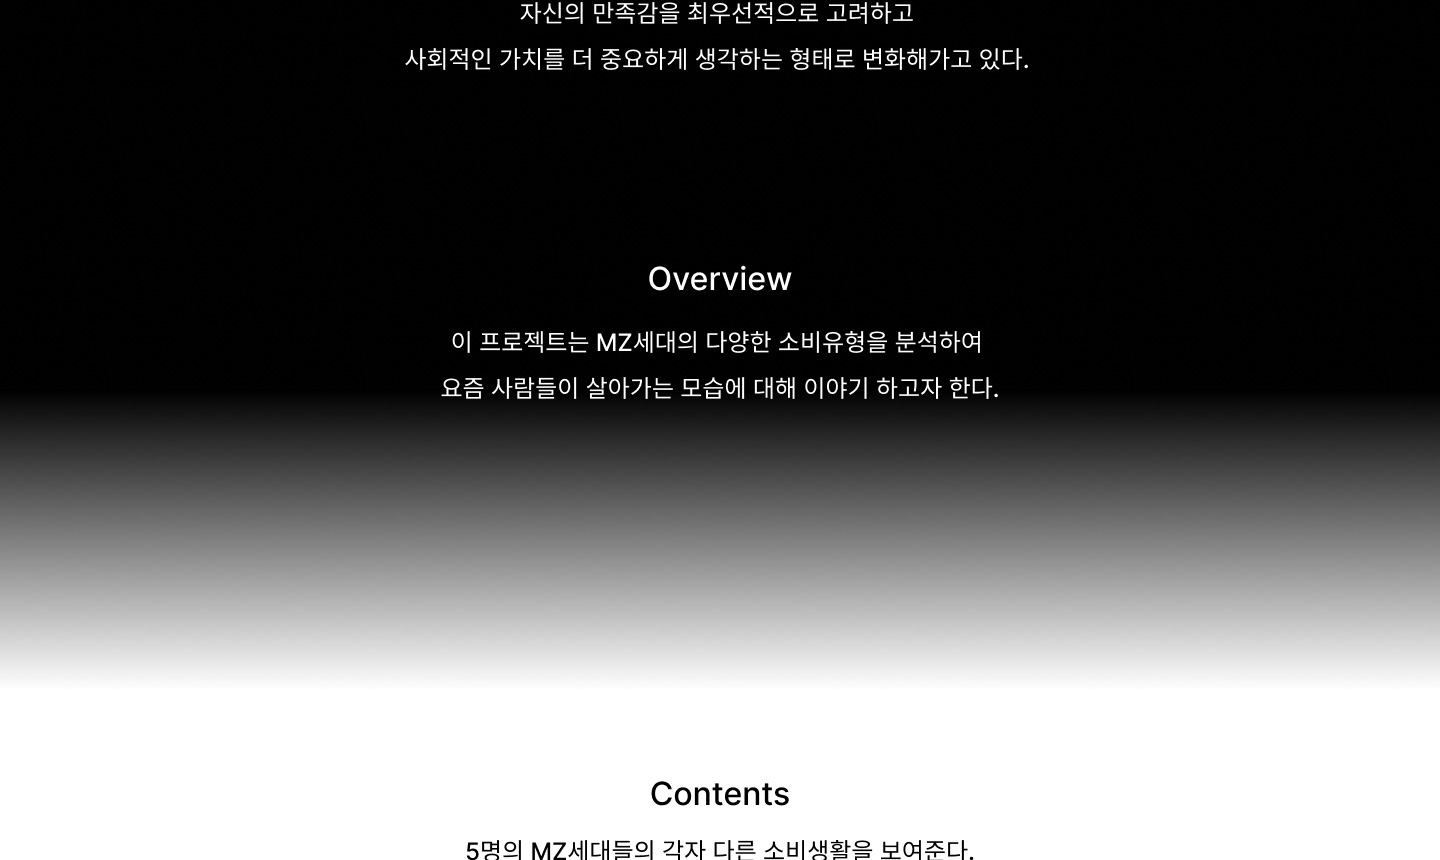 자신의 만족감을 최우선적으로 고려하고
사회적인 가치를 더 중요하게 생각하는 형태로 변화해가고 있다.
Overview
이 프로젝트는 MZ세대의 다양한 소비유형을 분석하여
요즘 사람들이 살아가는 모습에 대해 이야기 하고자 한다.
Contents
5명의 MZ세대들의 각자 다른 소비생활을 보여준다.